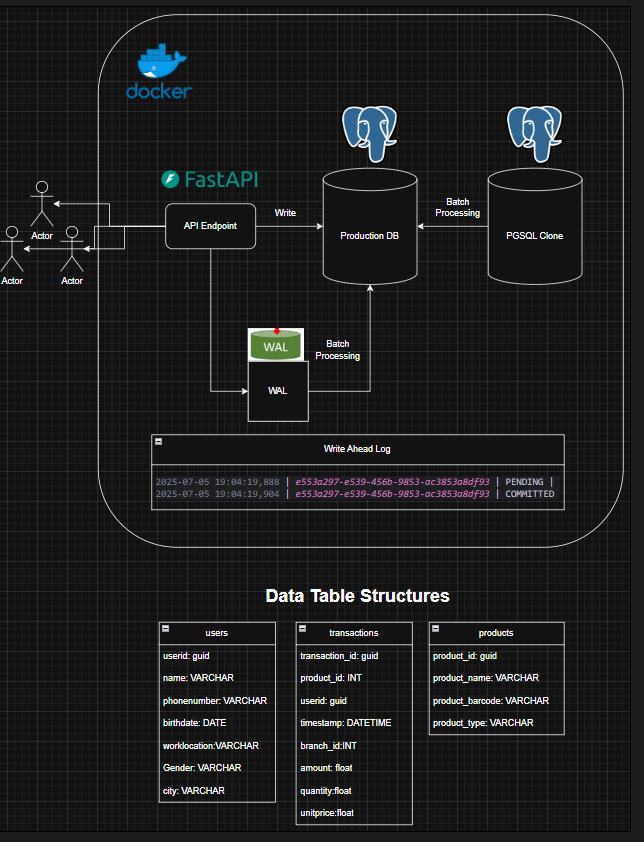 docker
FastAPI
API Endpoint
Write
Production DB
Batch
Processing
PGSQL Clone
Actor
Actor
Actor
WAL
WAL
Batch
Processing
Write Ahead Log
2025-07-05 19:04:19,888 | e553a297-e539-456b-9853-ac3853a8df93 | PENDING |
2025-07-05 19:04:19,904 | e553a297-e539-456b-9853-ac3853a8df93 | COMMITTED
Data Table Structures
users
userid: guid
name: VARCHAR
phonenumber: VARCHAR
birthdate: DATE
worklocation:VARCHAR
Gender: VARCHAR
city: VARCHAR
transactions
transaction_id: guid
product_id: INT
userid: guid
timestamp: DATETIME
branch_id:INT
amount: float
quantity:float
unitprice:float
products
product_id: guid
product_name: VARCHAR
product_barcode: VARCHAR
product_type: VARCHAR